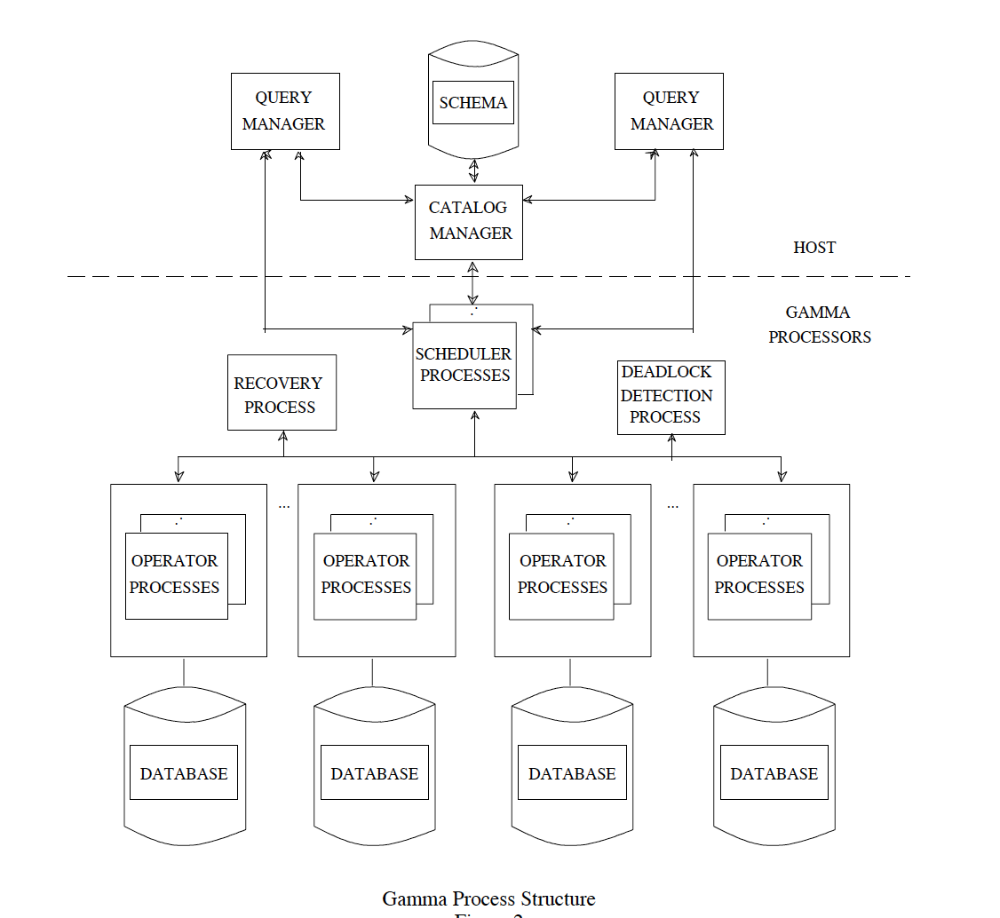 SCHEMA
QUERY
MANAGER
QUERY
MANAGER
CATALOG
MANAGER
HOST
GAMMA
PROCESSORS
SCHEDULER
PROCESSES
RECOVERY
PROCESS
DEADLOCK
DETECTION
PROCESS
...
...
OPERATOR
PROCESSES
OPERATOR
PROCESSES
OPERATOR
PROCESSES
OPERATOR
PROCESSES
DATABASE
DATABASE
DATABASE
DATABASE
Gamma Process Structure